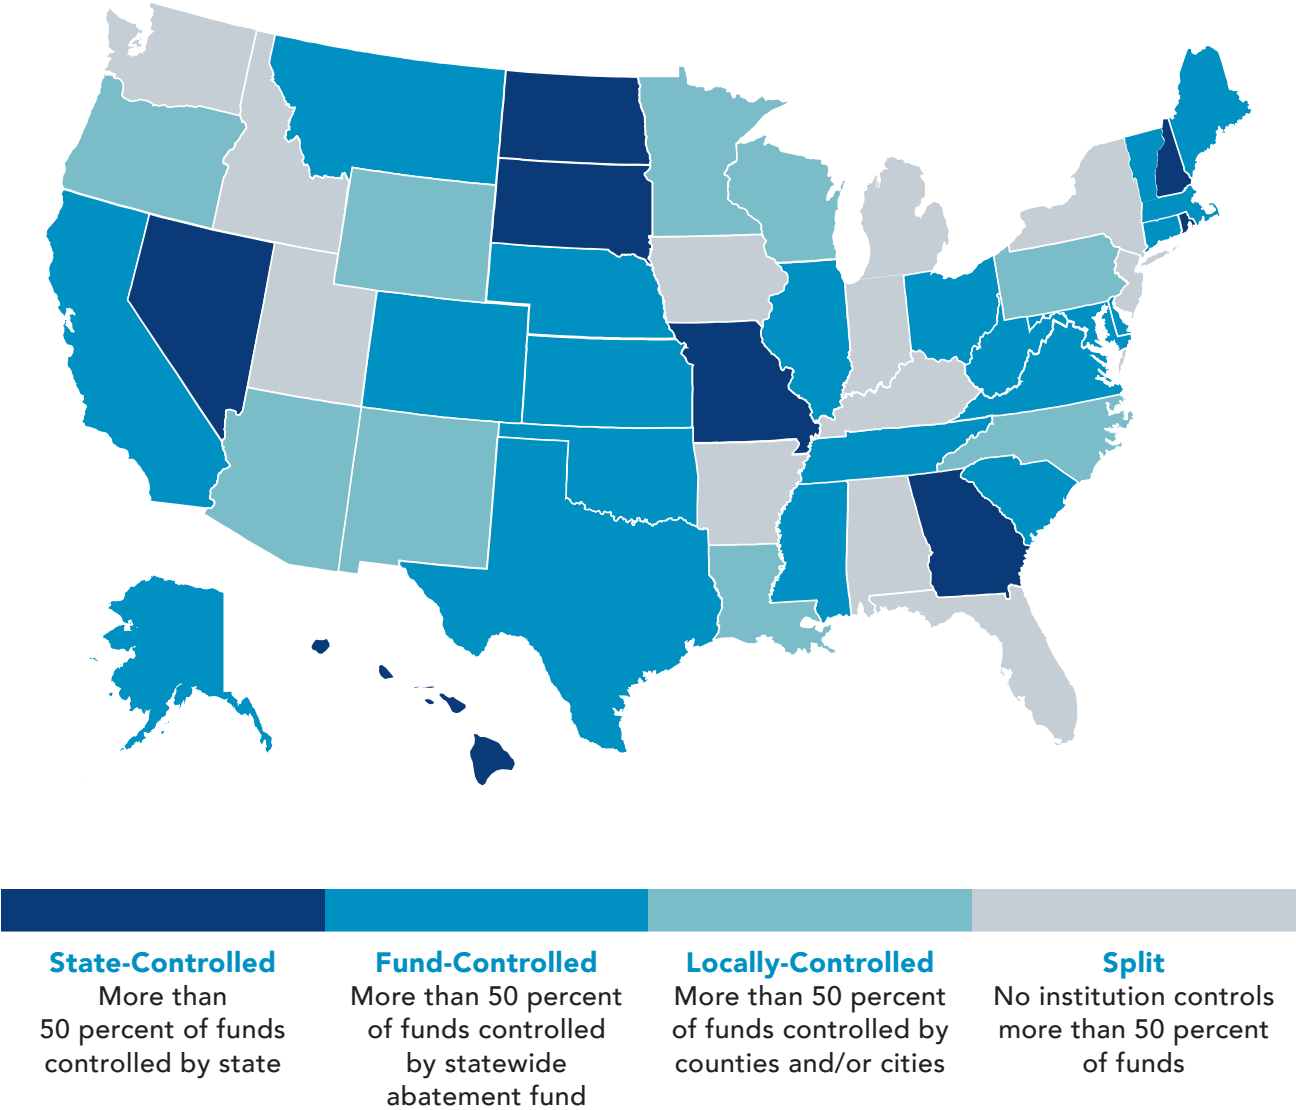 State-Controlled
More than
50 percent of funds
controlled by state
Fund-Controlled
More than 50 percent
of funds controlled
by statewide
abatement fund
Locally-Controlled
More than 50 percent
of funds controlled by
counties and/or cities
Split
No institution controls
more than 50 percent
of funds